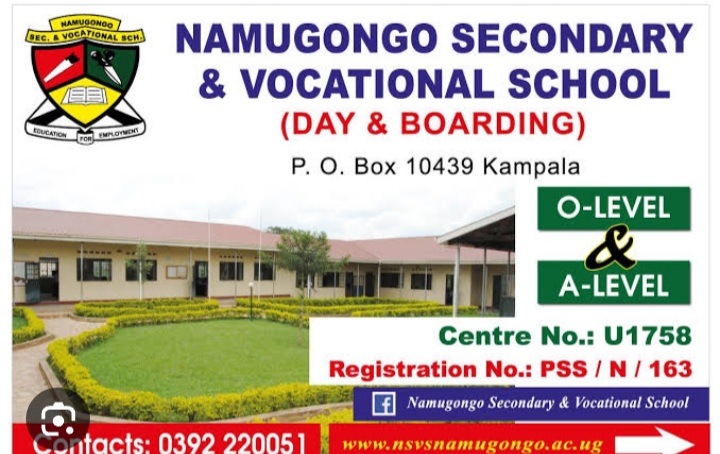 NAMUGONGO
SEC. & VOCATIONAL SCH.
EDUCATION FOR EMPLOYMENT
NAMUGONGO SECONDARY
& VOCATIONAL SCHOOL
(DAY & BOARDING)
P. O. Box 10439 Kampala
O-LEVEL
&
A-LEVEL
Centre No.: U1758
Registration No.: PSS / N / 163
f Namugongo Secondary & Vocational School
Contacts: 0392 220051
www.nsvsnamugongo.ac.ug